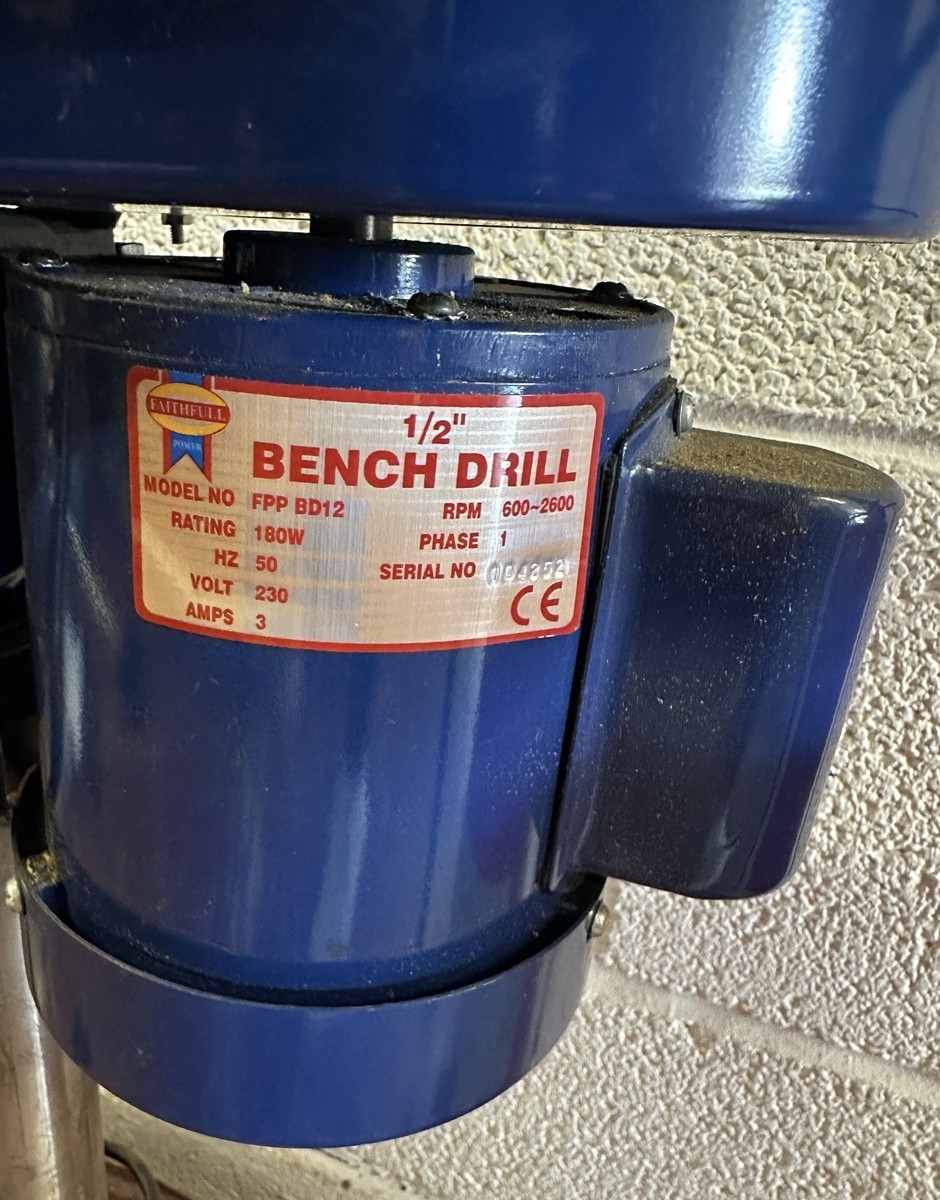 FAITHFULL
POWER
1/2"
BENCH DRILL
MODEL NO FPP BD12
RPM 600~2600
RATING 180W
PHASE 1
HZ 50
SERIAL NO
VOLT 230
AMPS 3
CE